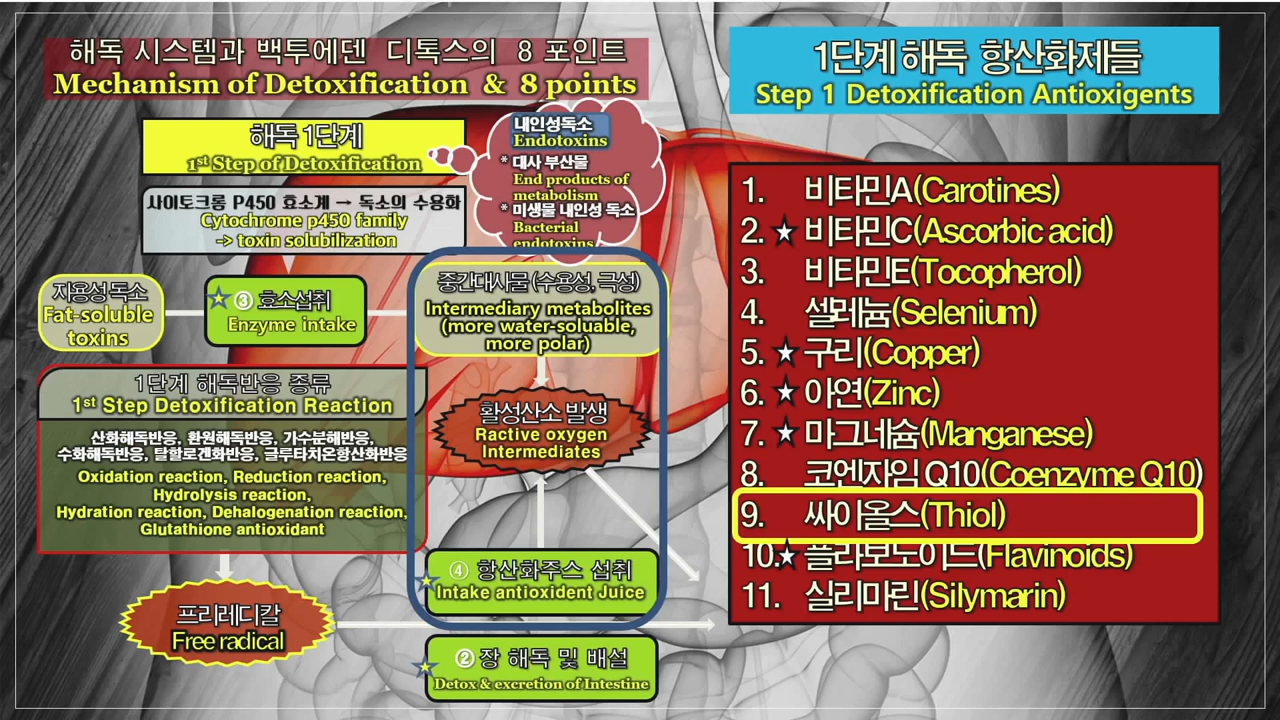 해독 시스템과 백투에덴 디톡스의 8 포인트
Mechanism of Detoxification & 8 points
해독 1단계
1st Step of Detoxification
사이토크롬 P450 효소계 → 독소의 수용화
Cytochrome p450 family
-> toxin solubilization
내인성독소
Endotoxins
* 대사 부산물
End products of
metabolism
* 미생물 내인성 독소
Bacterial
endotoxins
지용성 독소
Fat-soluble
toxins
③ 효소섭취
Enzyme intake
중간대사물 (수용성, 극성)
Intermediary metabolites
(more water-soluable,
more polar)
1단계 해독반응 종류
1st Step Detoxification Reaction
산화해독반응, 환원해독반응, 가수분해반응,
수화해독반응, 탈할로겐화반응, 글루타치온항산화반응
Oxidation reaction, Reduction reaction,
Hydrolysis reaction,
Hydration reaction, Dehalogenation reaction,
Glutathione antioxidant
활성산소 발생
Ractive oxygen
Intermediates
④ 항산화주스 섭취
Intake antioxident Juice
프리레디칼
Free radical
② 장 해독 및 배설
Detox & excretion of Intestine
1단계 해독 항산화제들
Step 1 Detoxification Antioxigents
1. 비타민A(Carotines)
2. ★ 비타민C(Ascorbic acid)
3. 비타민E(Tocopherol)
4. 셀레늄(Selenium)
5. ★ 구리(Copper)
6. ★ 아연(Zinc)
7. ★ 마그네슘(Manganese)
8. 코엔자임 Q10(Coenzyme Q10)
9. 싸이올스(Thiol)
10.★ 플라보노이드(Flavinoids)
11. 실리마린(Silymarin)